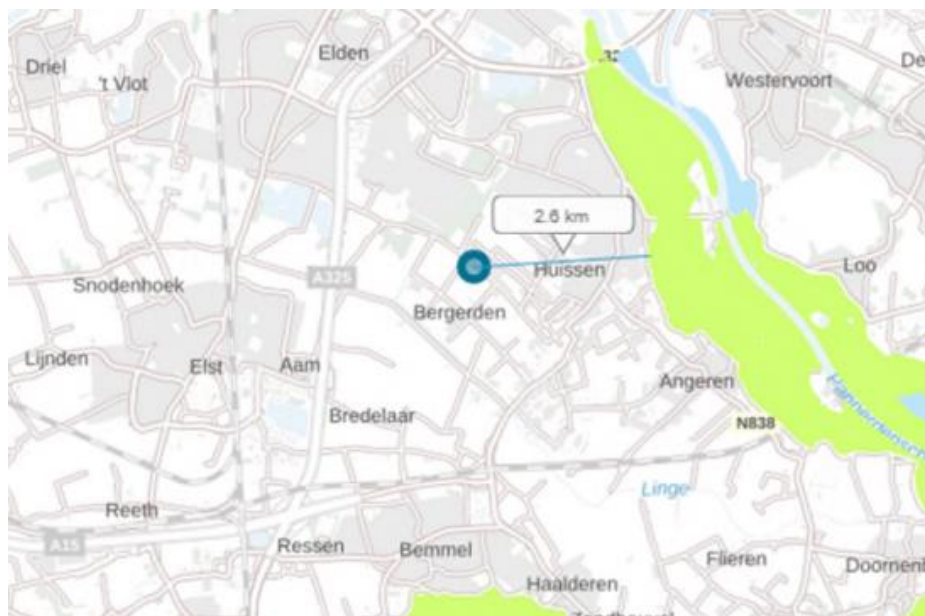 Elden
Driel
't Vlot
Westervoort
2.6 km
A325
Huissen
Loo
Snodenhoek
Bergerden
Lijnden
Elst
Aam
Angeren
Bredelaar
N838
Linge
Reeth
A15
Ressen
Bemmel
Flieren
Haalderen